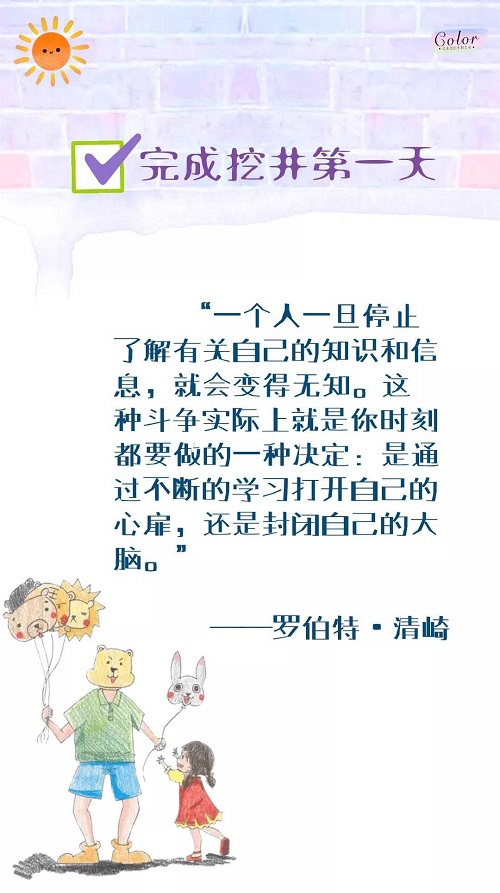 Color
完成挖井第一天
“一个人一旦停止
了解有关自己的知识和信
息，就会变得无知。这
种斗争实际上就是你时刻
都要做的一种决定：是通
过不断的学习打开自己的
心扉，还是封闭自己的大
脑。”
——罗伯特·清崎